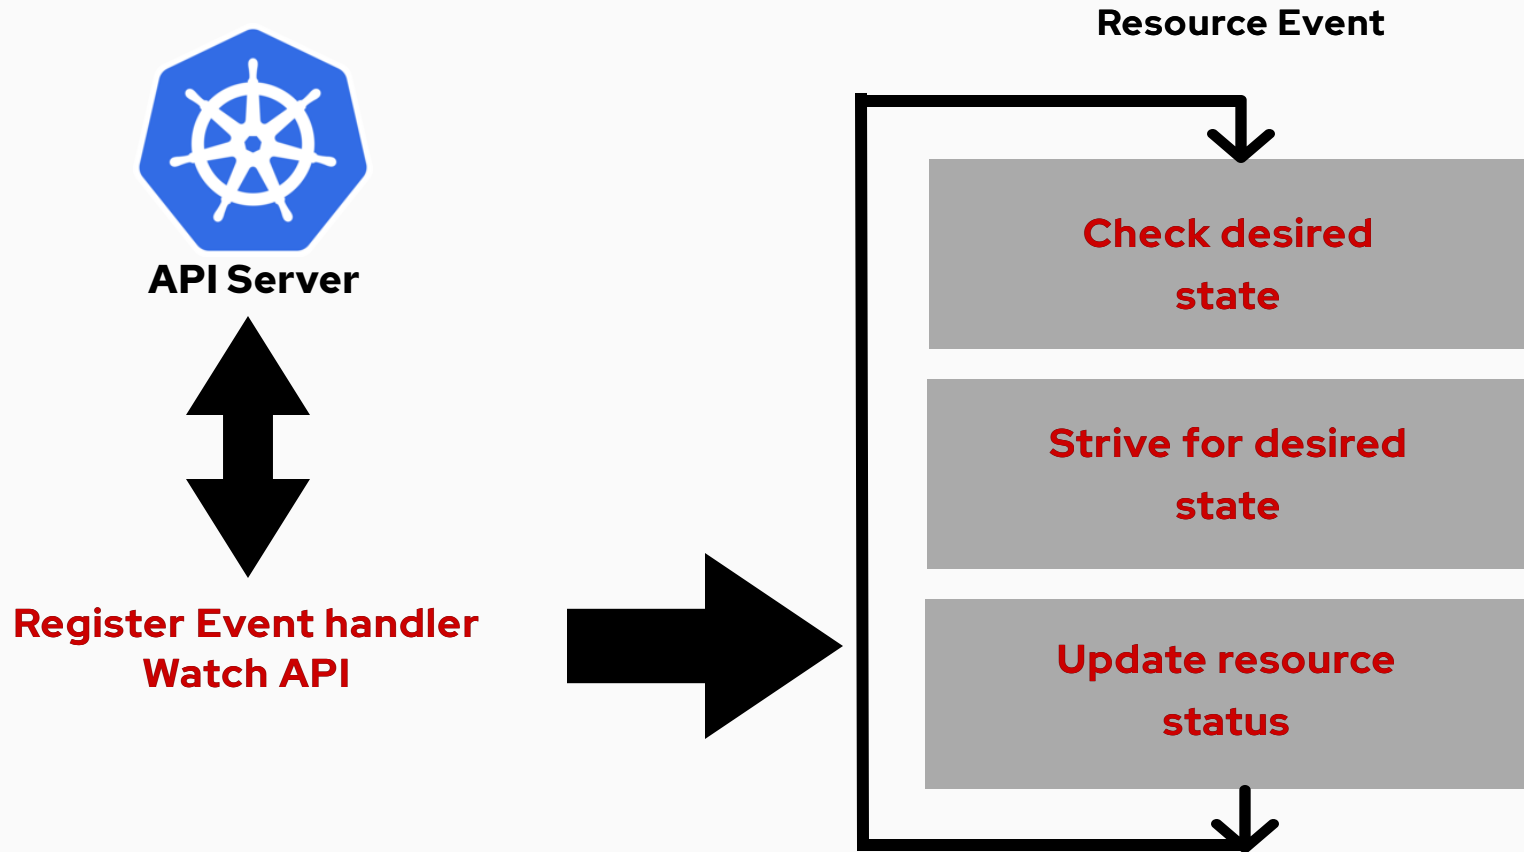 API Server
Register Event handler
Watch API
Resource Event
Check desired
state
Strive for desired
state
Update resource
status